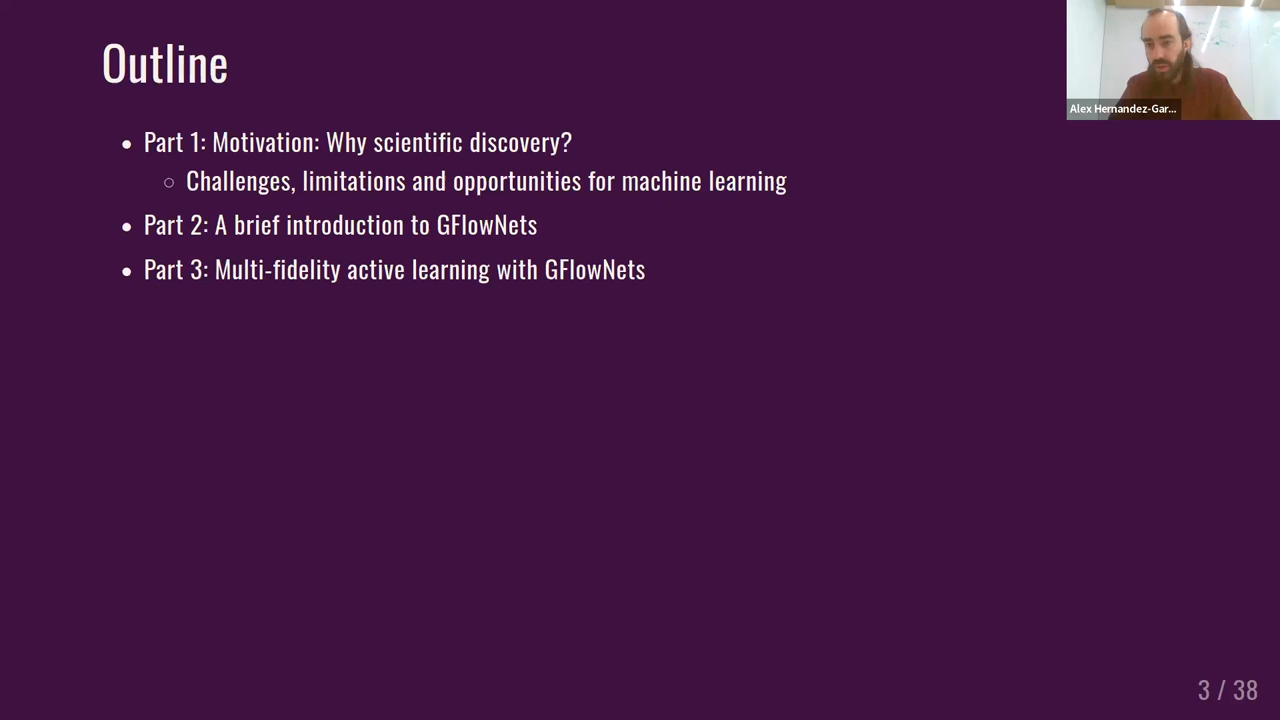 Outline
Alex Hernandez-Gar...
• Part 1: Motivation: Why scientific discovery?
○ Challenges, limitations and opportunities for machine learning
• Part 2: A brief introduction to GFlowNets
• Part 3: Multi-fidelity active learning with GFlowNets
3 / 38